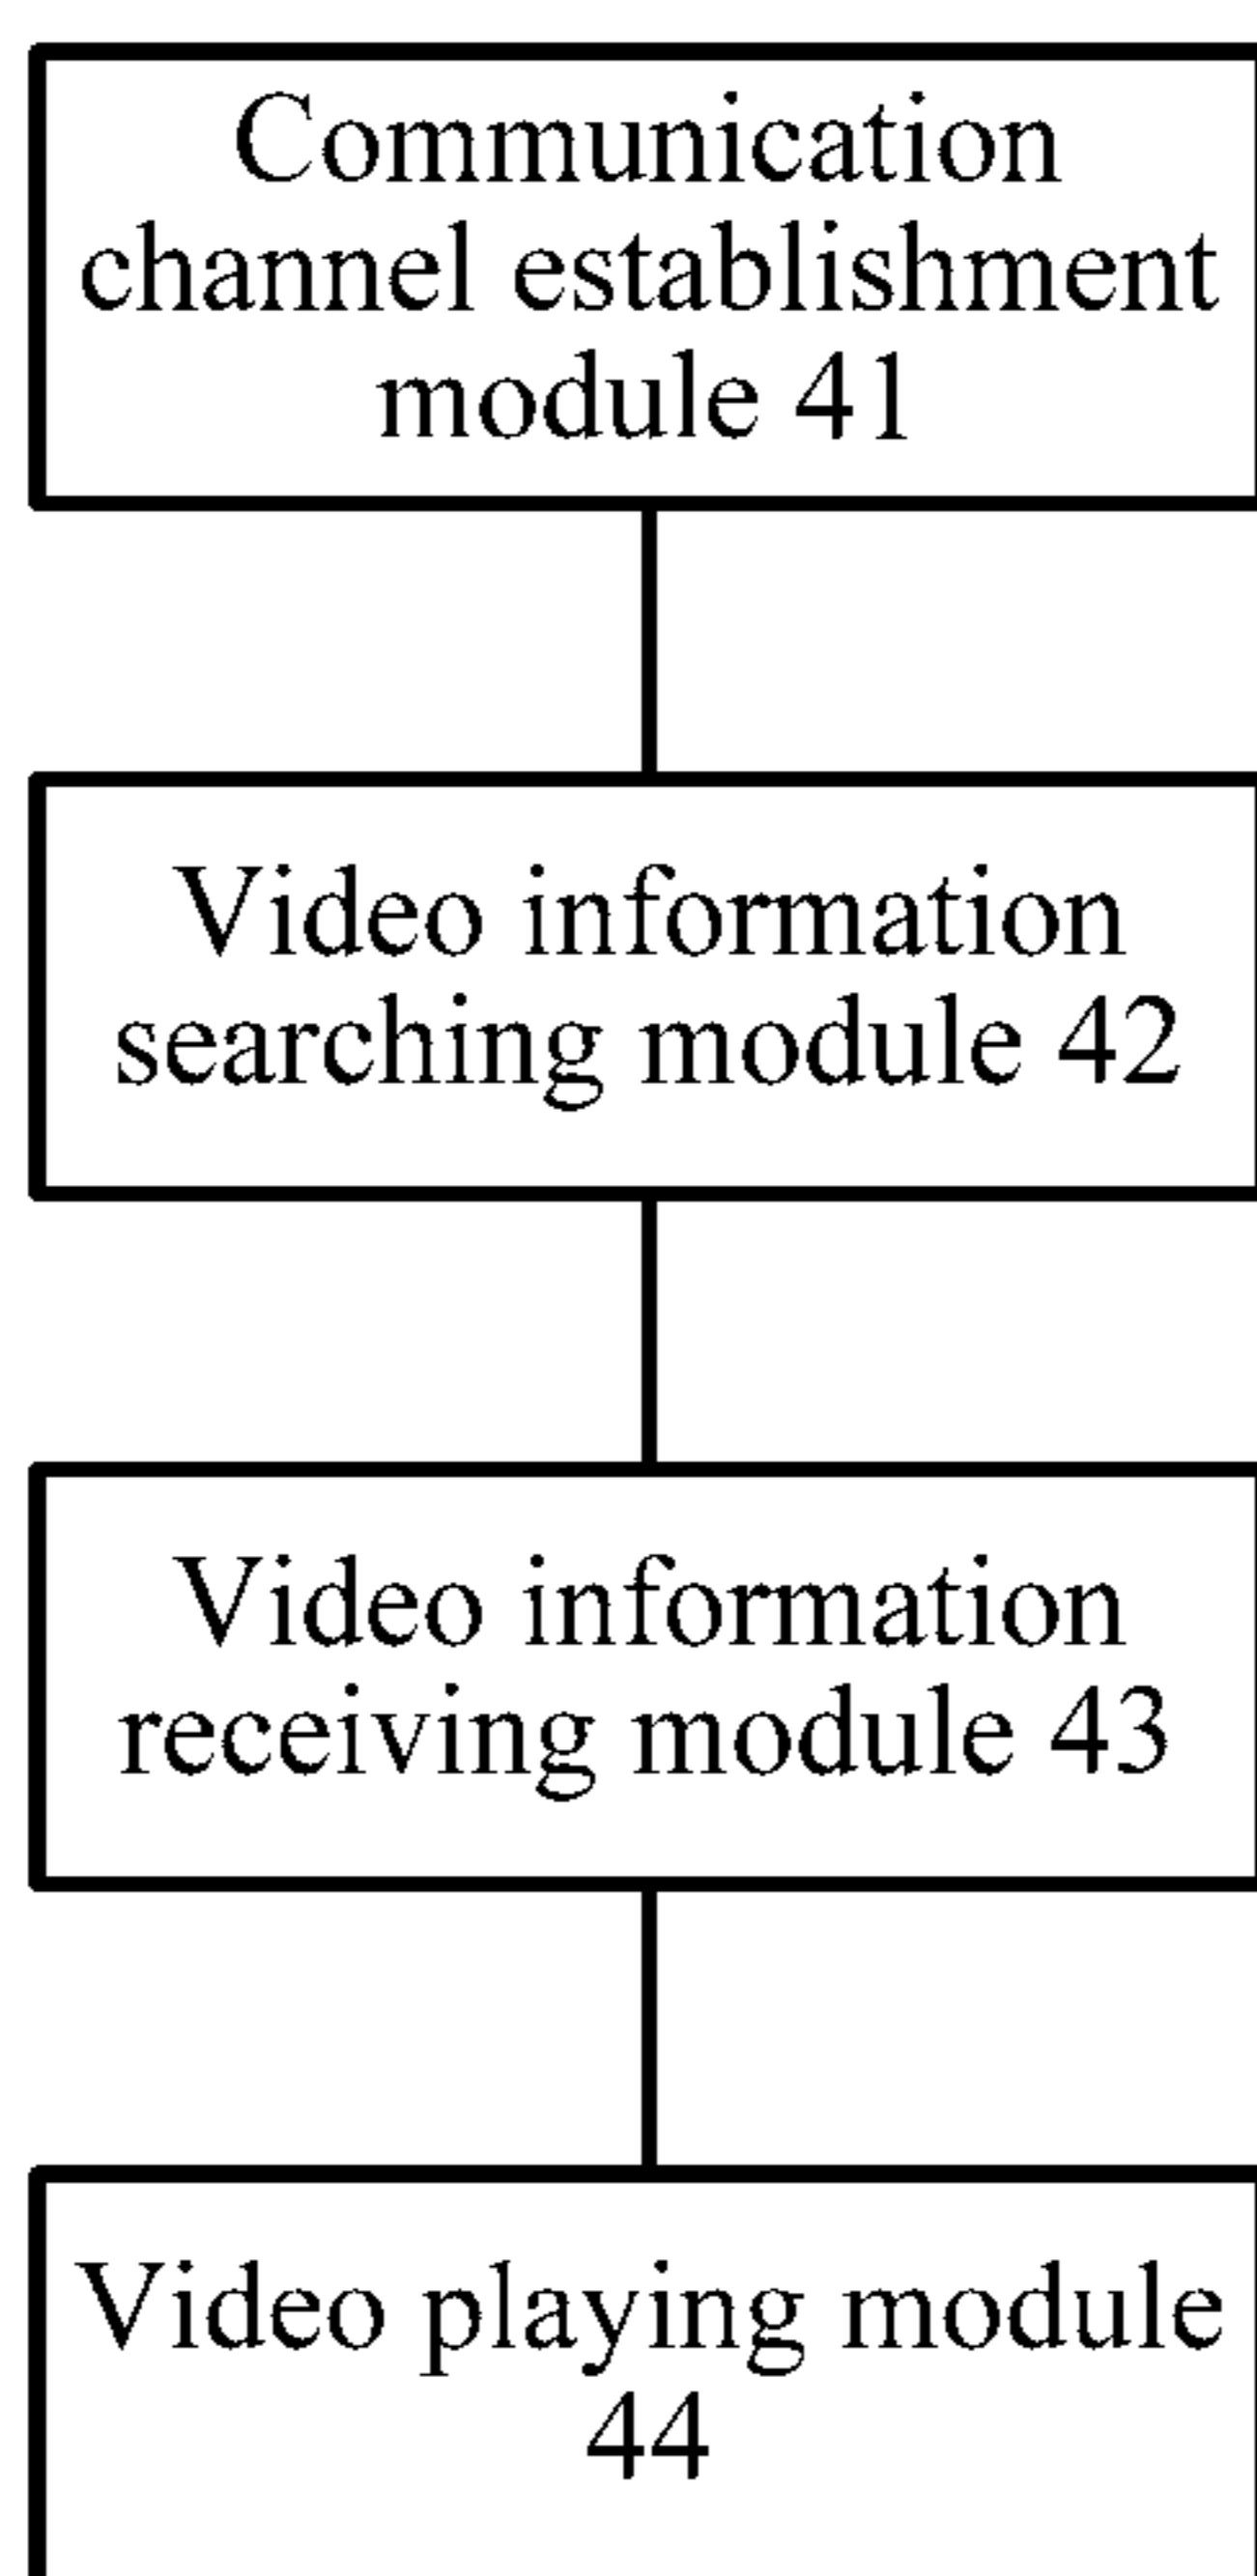 Communication
channel establishment
module 41
Video information
searching module 42
Video information
receiving module 43
Video playing module
44